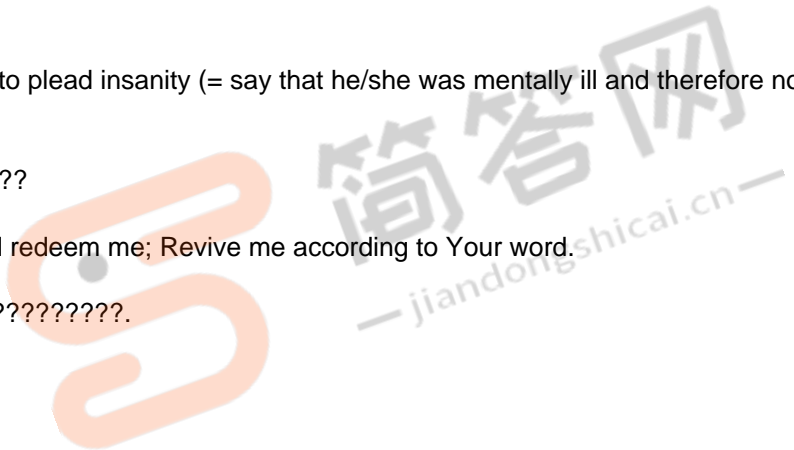 to plead insanity (= say that he/she was mentally ill and therefore no
??
redeem me; Revive me according to Your word.
?????????.
简答网
jiandongshicai.cn